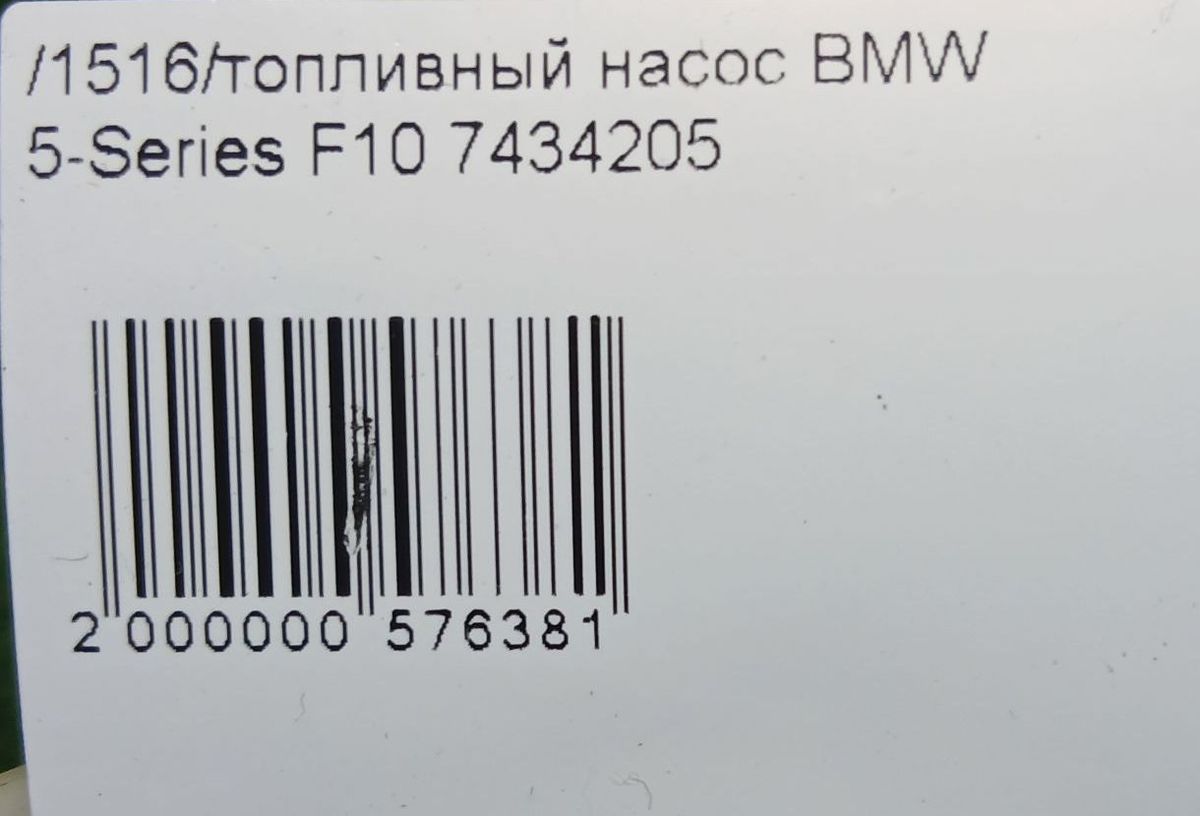 /1516/топливный насос BMW
5-Series F10 7434205
2 000000 576381